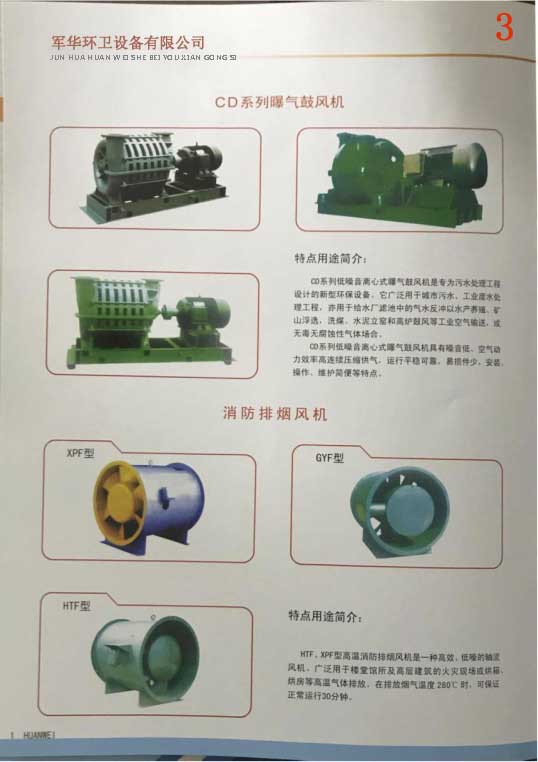 3
军华环卫设备有限公司
JUN HUA HUAN WEI SHE BEI YOU XIAN GONG SI
CD系列曝气鼓风机
特点用途简介:
CD系列低噪音离心式曝气鼓风机是专为污水处理工程
设计的新型环保设备。它广泛用于城市污水、工业废水处
理工程,亦用于给水厂滤池中的气水反冲以水产养殖、矿
山浮选、洗煤、水泥立窑和高炉鼓风等工业空气输送,或
无毒无腐蚀性气体场合。
CD系列低噪音离心式曝气鼓风机具有噪音低、空气动
力效率高连续压缩供气,运行平稳可靠、易损件少,安装、
操作、维护简便等特点。
消防排烟风机
XPF型
GYF型
HTF型
特点用途简介:
HTF、XPF型高温消防排烟风机是一种高效、低噪的轴流
风机,广泛用于楼堂馆所及高层建筑的火灾现场或烘箱、
烘房等高温气体排放。在排放烟气温度280℃时,可保证
正常运行30分钟。
1 HUANWEI